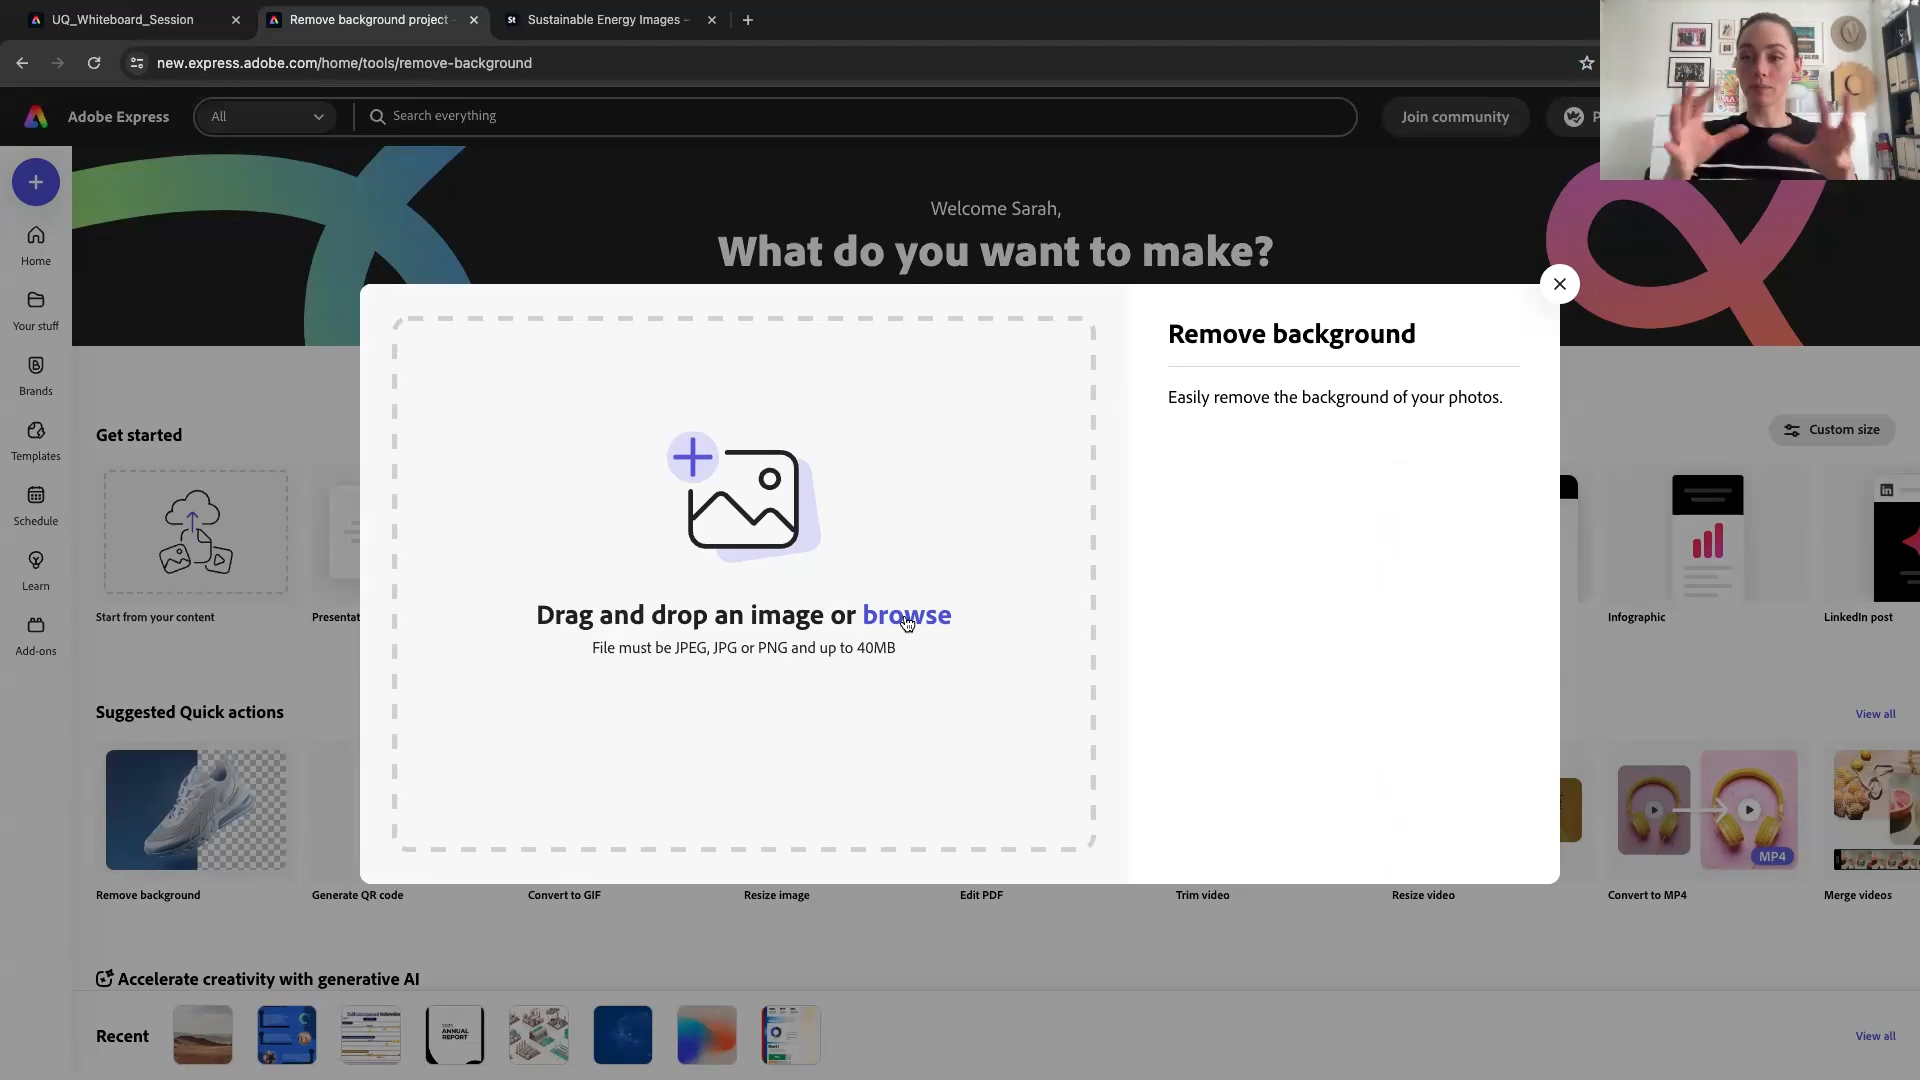 UQ_Whiteboard_Session
Remove background project
Sustainable Energy Images –
new.express.adobe.com/home/tools/remove-background
Adobe Express
All
Search everything
Join community
Home
Your stuff
Brands
Templates
Schedule
Learn
Add-ons
Welcome Sarah,
What do you want to make?
Remove background
Easily remove the background of your photos.
Drag and drop an image or browse
File must be JPEG, JPG or PNG and up to 40MB
Get started
Custom size
Start from your content
Infographic
LinkedIn post
Suggested Quick actions
View all
MP4
Remove background
Generate QR code
Convert to GIF
Resize image
Edit PDF
Trim video
Resize video
Convert to MP4
Merge videos
Accelerate creativity with generative AI
Recent
ANNUAL
REPORT
View all